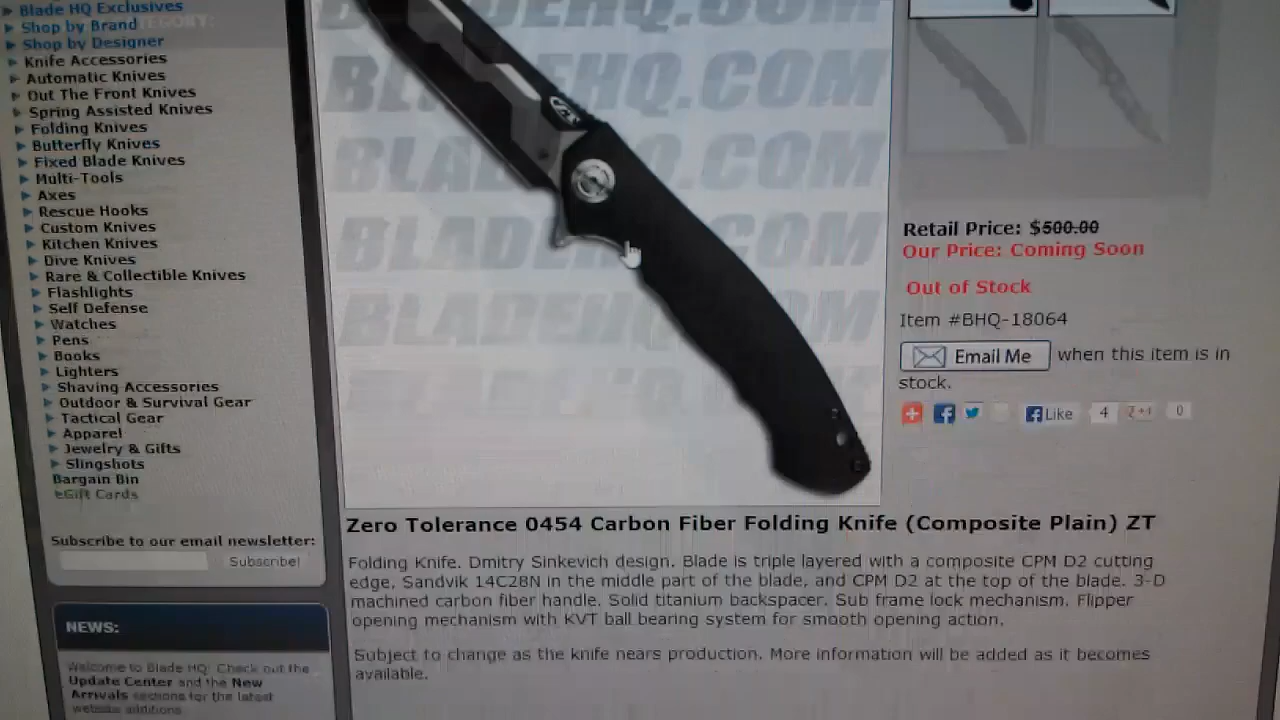 Blade HQ Exclusives
CATEGORY:
Shop by Brand
Shop by Designer
Knife Accessories
Automatic Knives
Out The Front Knives
Spring Assisted Knives
Folding Knives
Butterfly Knives
Fixed Blade Knives
Multi-Tools
Axes
Rescue Hooks
Custom Knives
Kitchen Knives
Dive Knives
Rare & Collectible Knives
Flashlights
Self Defense
Watches
Pens
Books
Lighters
Shaving Accessories
Outdoor & Survival Gear
Tactical Gear
Apparel
Jewelry & Gifts
Slingshots
Bargain Bin
eGift Cards
Subscribe to our email newsletter:
Subscribe!
NEWS:
Welcome to Blade HQ! Check out the
Update Center and the New
Arrivals sections for the latest
website additions
BLADEHQ.COM
BLADEHQ.COM
BLADEHQ.COM
BLADEHQ.COM
BLADEHQ.COM
ZT
Retail Price: $500.00
Our Price: Coming Soon
Out of Stock
Item #BHQ-18064
Email Me when this item is in
stock.
Like 4 +1 0
Zero Tolerance 0454 Carbon Fiber Folding Knife (Composite Plain) ZT
Folding Knife. Dmitry Sinkevich design. Blade is triple layered with a composite CPM D2 cutting
edge, Sandvik 14C28N in the middle part of the blade, and CPM D2 at the top of the blade. 3-D
machined carbon fiber handle. Solid titanium backspacer. Sub frame lock mechanism. Flipper
opening mechanism with KVT ball bearing system for smooth opening action.
Subject to change as the knife nears production. More information will be added as it becomes
available.